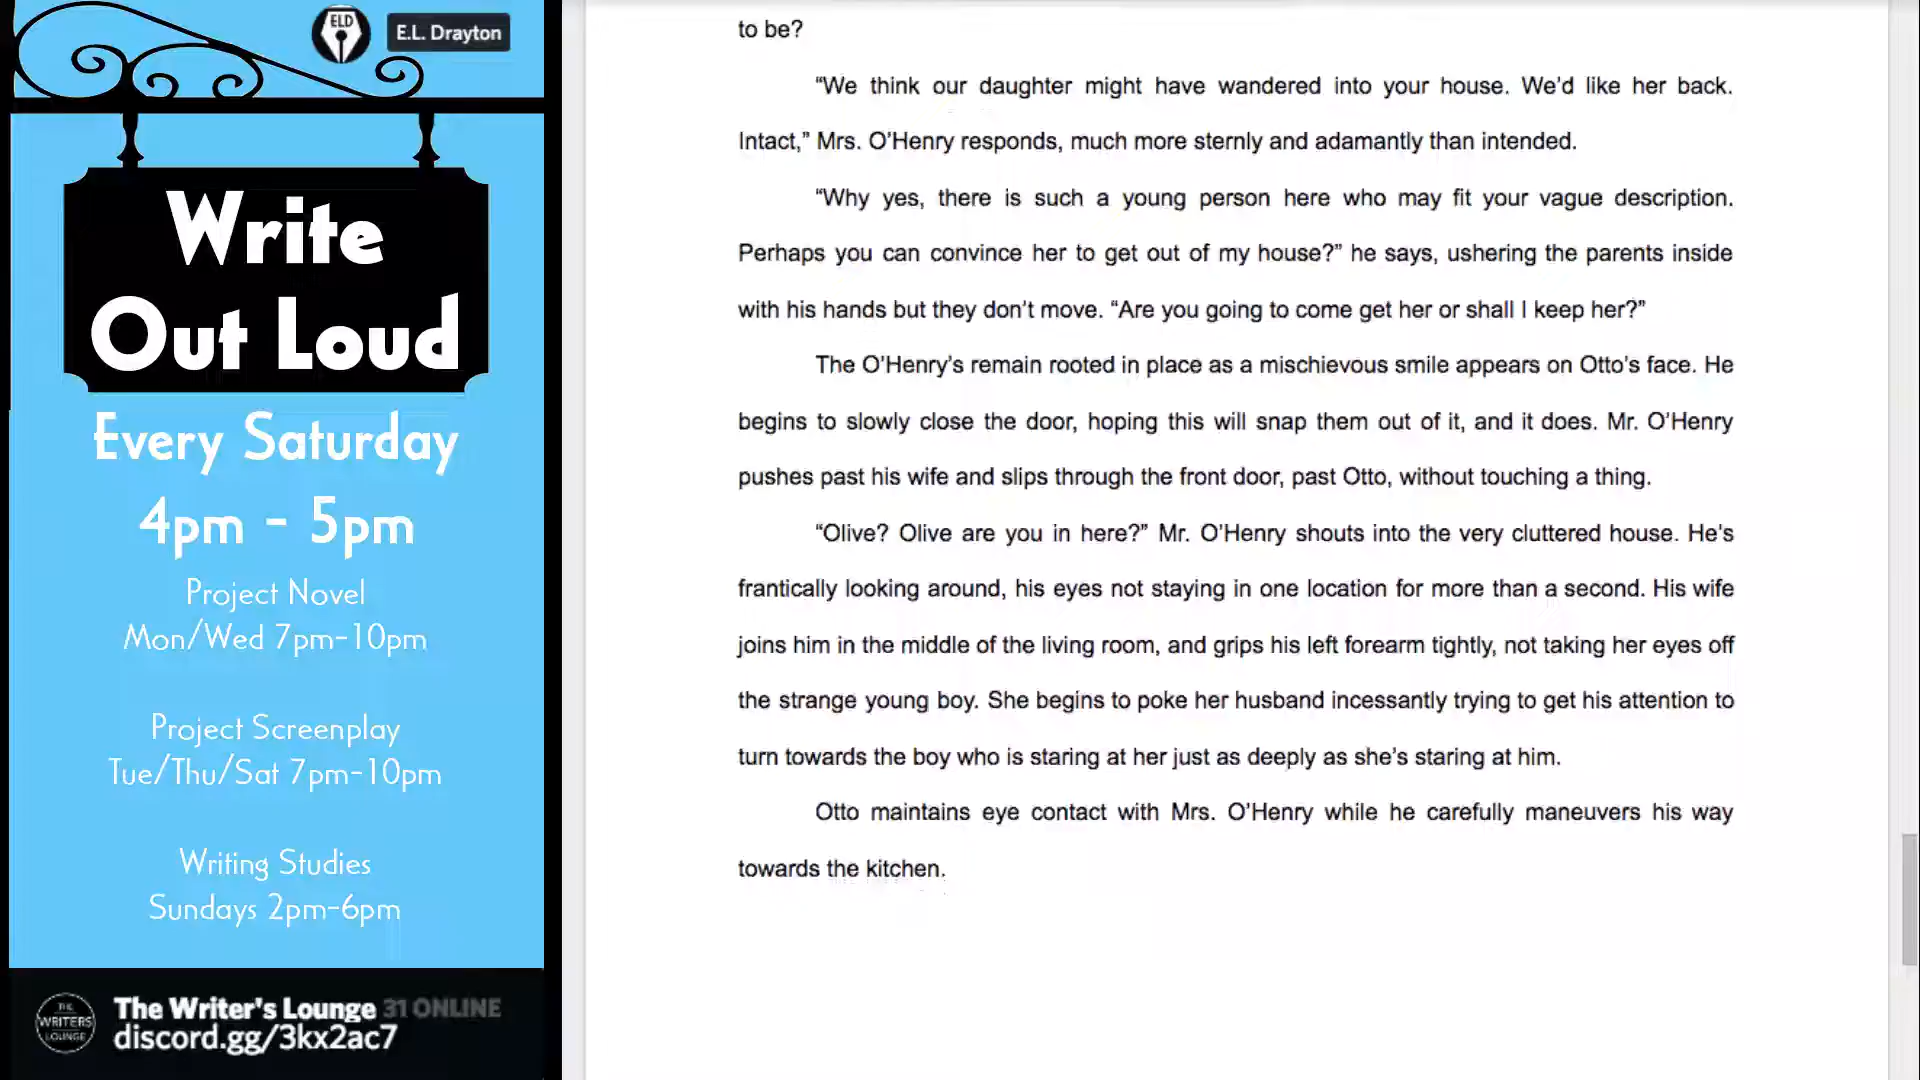 ELD
E.L. Drayton
Write
Out Loud
Every Saturday
4pm - 5pm
Project Novel
Mon/Wed 7pm-10pm
Project Screenplay
Tue/Thu/Sat 7pm-10pm
Writing Studies
Sundays 2pm-6pm
THE
WRITERS
LOUNGE
The Writer's Lounge 31 ONLINE
discord.gg/3kx2ac7
to be?
“We think our daughter might have wandered into your house. We’d like her back.
Intact,” Mrs. O’Henry responds, much more sternly and adamantly than intended.
“Why yes, there is such a young person here who may fit your vague description.
Perhaps you can convince her to get out of my house?” he says, ushering the parents inside
with his hands but they don’t move. “Are you going to come get her or shall I keep her?”
The O’Henry’s remain rooted in place as a mischievous smile appears on Otto’s face. He
begins to slowly close the door, hoping this will snap them out of it, and it does. Mr. O’Henry
pushes past his wife and slips through the front door, past Otto, without touching a thing.
“Olive? Olive are you in here?” Mr. O’Henry shouts into the very cluttered house. He’s
frantically looking around, his eyes not staying in one location for more than a second. His wife
joins him in the middle of the living room, and grips his left forearm tightly, not taking her eyes off
the strange young boy. She begins to poke her husband incessantly trying to get his attention to
turn towards the boy who is staring at her just as deeply as she’s staring at him.
Otto maintains eye contact with Mrs. O’Henry while he carefully maneuvers his way
towards the kitchen.